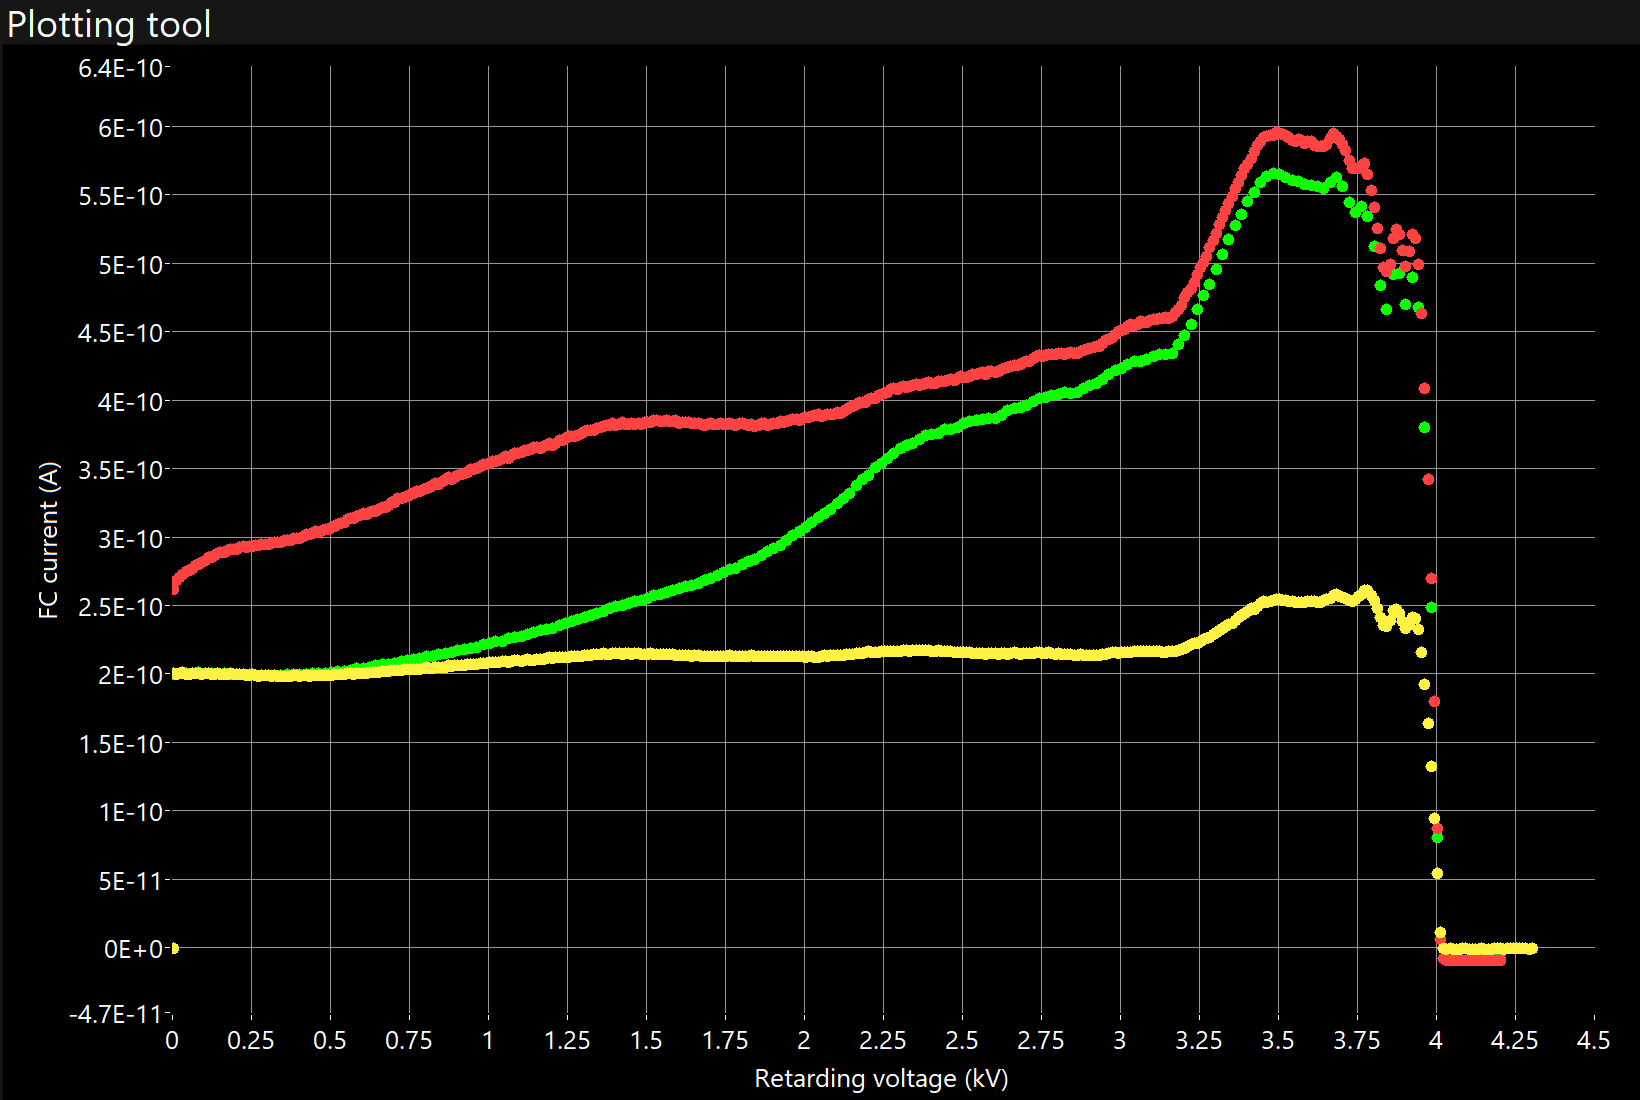 Plotting tool
6.4E-10
6E-10
5.5E-10
5E-10
4.5E-10
4E-10
3.5E-10
3E-10
2.5E-10
2E-10
1.5E-10
1E-10
5E-11
0E+0
-4.7E-11
FC current (A)
0 0.25 0.5 0.75 1 1.25 1.5 1.75 2 2.25 2.5 2.75 3 3.25 3.5 3.75 4 4.25 4.5
Retarding voltage (kV)